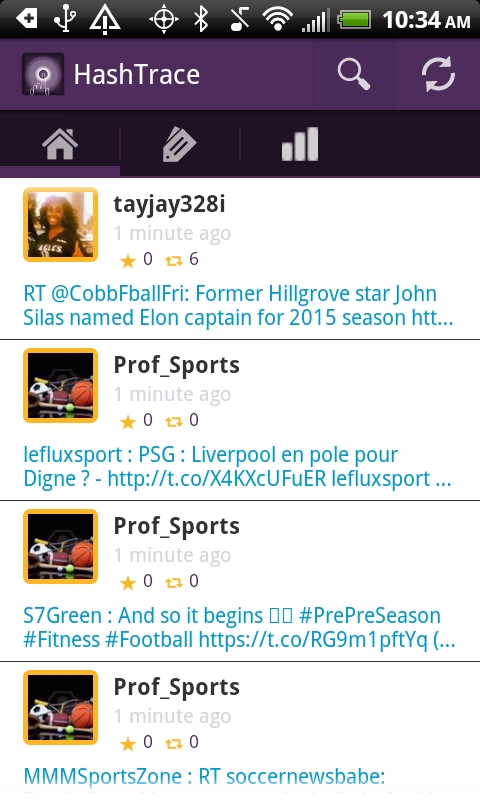 10:34 AM
HashTrace
tayjay328i
1 minute ago
0 6
RT @CobbFballFri: Former Hillgrove star John
Silas named Elon captain for 2015 season htt...
Prof_Sports
1 minute ago
0 0
lefluxsport : PSG : Liverpool en pole pour
Digne ? - http://t.co/X4KXcUFuER lefluxsport ...
Prof_Sports
1 minute ago
0 0
S7Green : And so it begins #PrePreSeason
#Fitness #Football https://t.co/RG9m1pftYq (...
Prof_Sports
1 minute ago
0 0
MMMSportsZone : RT soccernewsbabe: